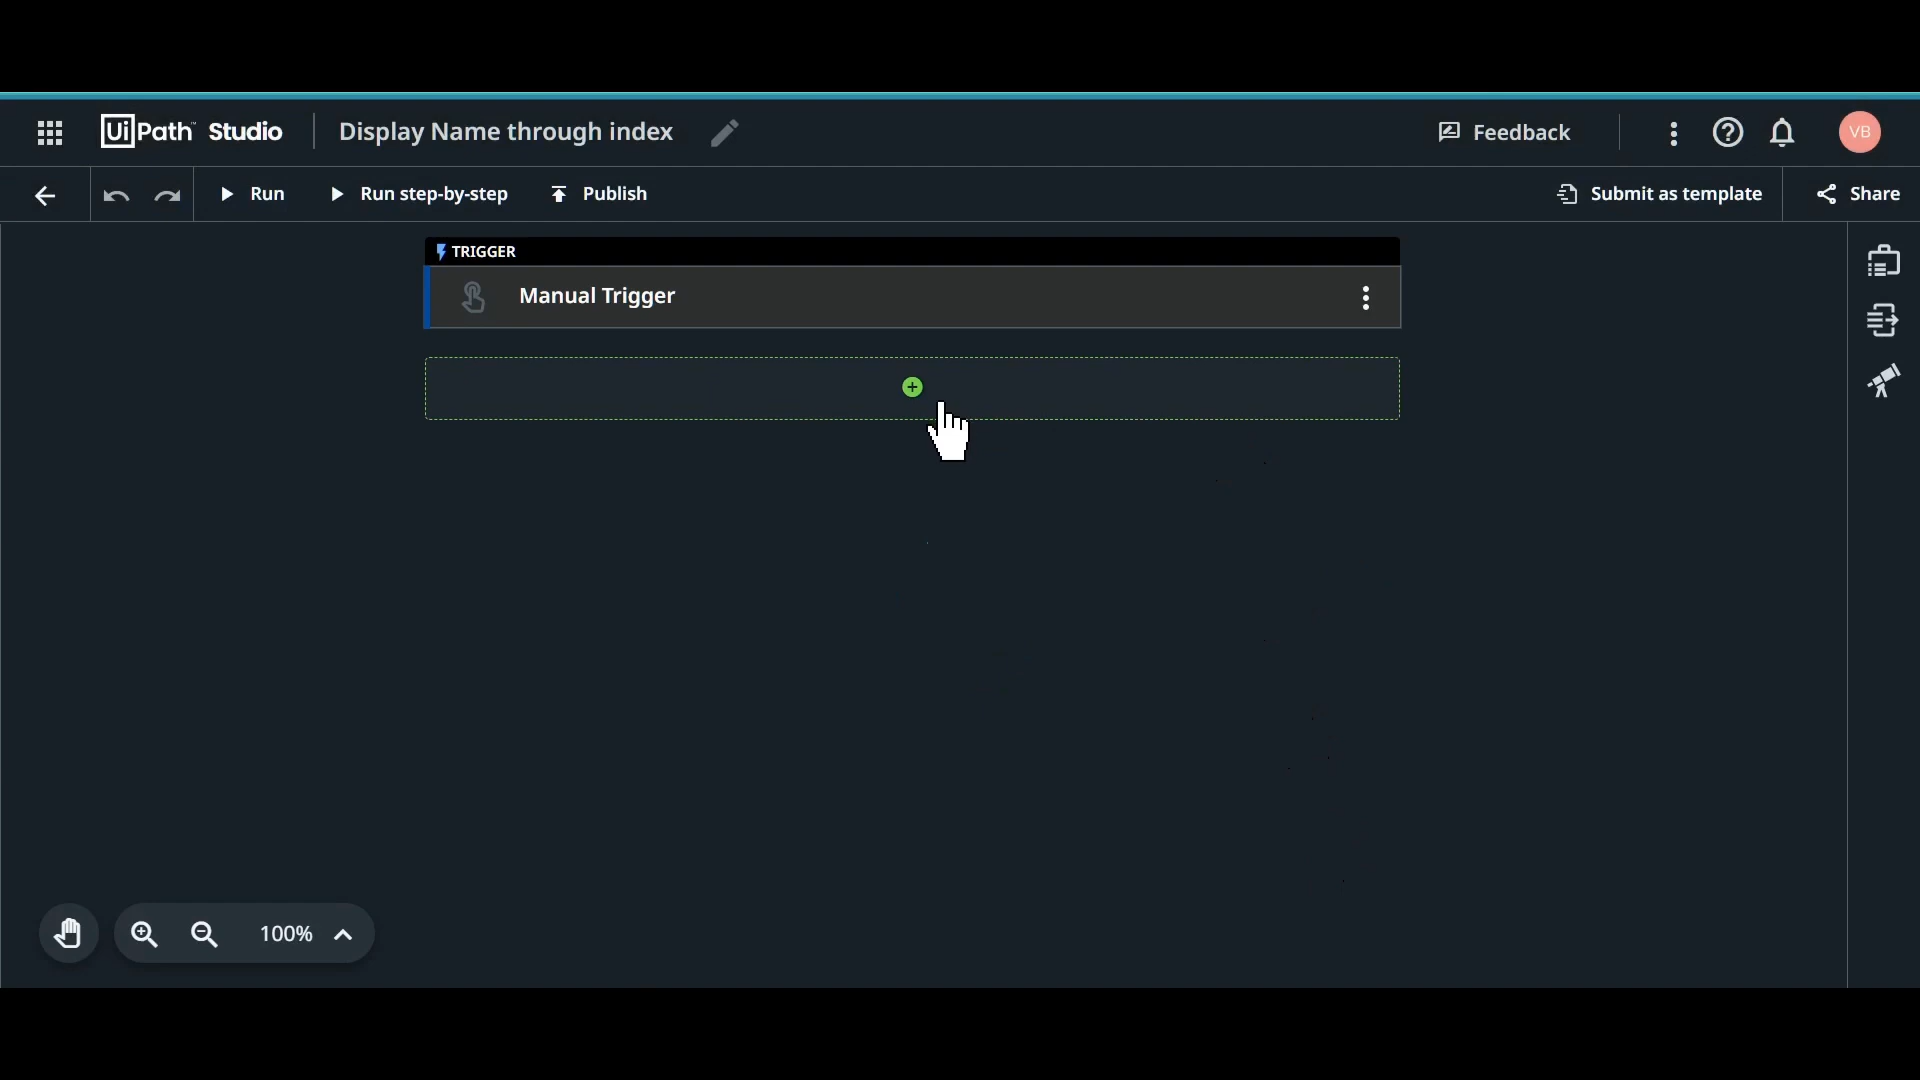 UiPath™ Studio
Display Name through index
Feedback
VB
Run
Run step-by-step
Publish
Submit as template
Share
TRIGGER
Manual Trigger
100%